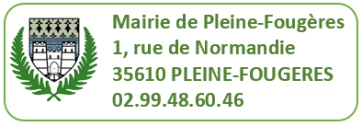 Mairie de Pleine-Fougères
1, rue de Normandie
35610 PLEINE-FOUGERES
02.99.48.60.46